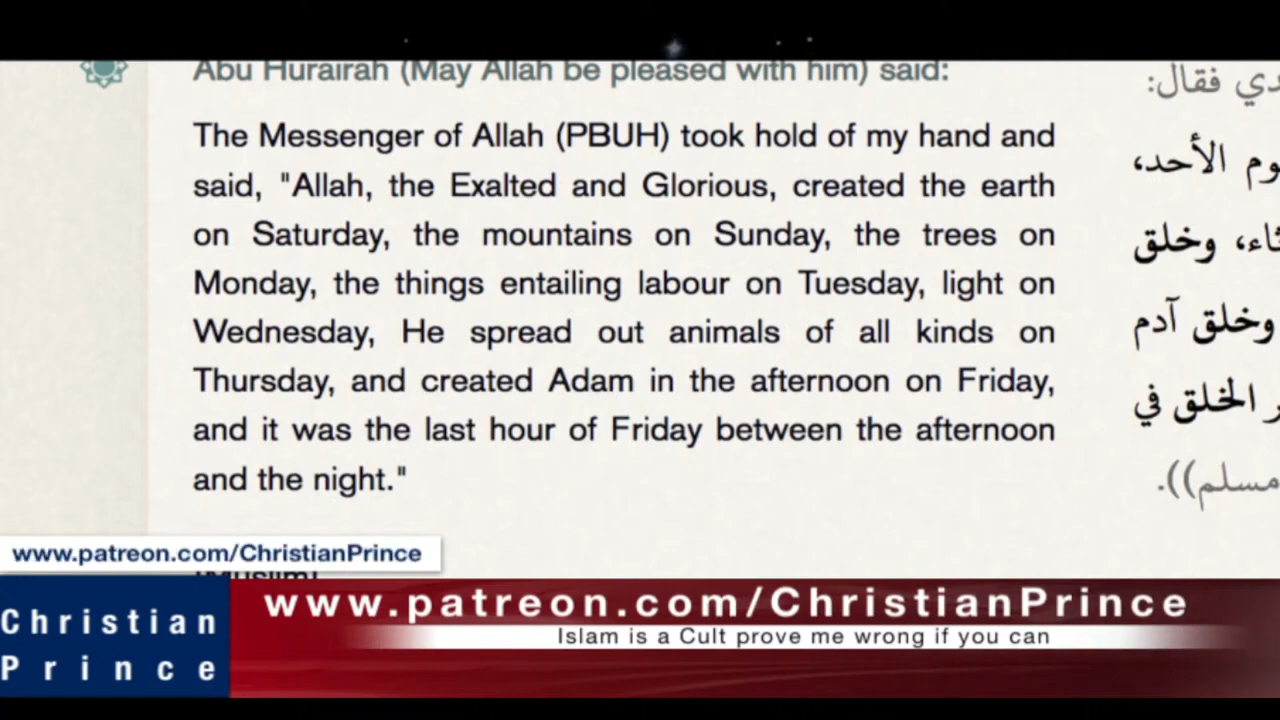 Abu Hurairah (May Allah be pleased with him) said:
The Messenger of Allah (PBUH) took hold of my hand and
said, "Allah, the Exalted and Glorious, created the earth
on Saturday, the mountains on Sunday, the trees on
Monday, the things entailing labour on Tuesday, light on
Wednesday, He spread out animals of all kinds on
Thursday, and created Adam in the afternoon on Friday,
and it was the last hour of Friday between the afternoon
and the night."
فقال:
الأحد،
وخلق
وخلق آدم
الخلق في
مسلم)).
www.patreon.com/ChristianPrince
(Muslim)
Christian
Prince
www.patreon.com/ChristianPrince
Islam is a Cult prove me wrong if you can